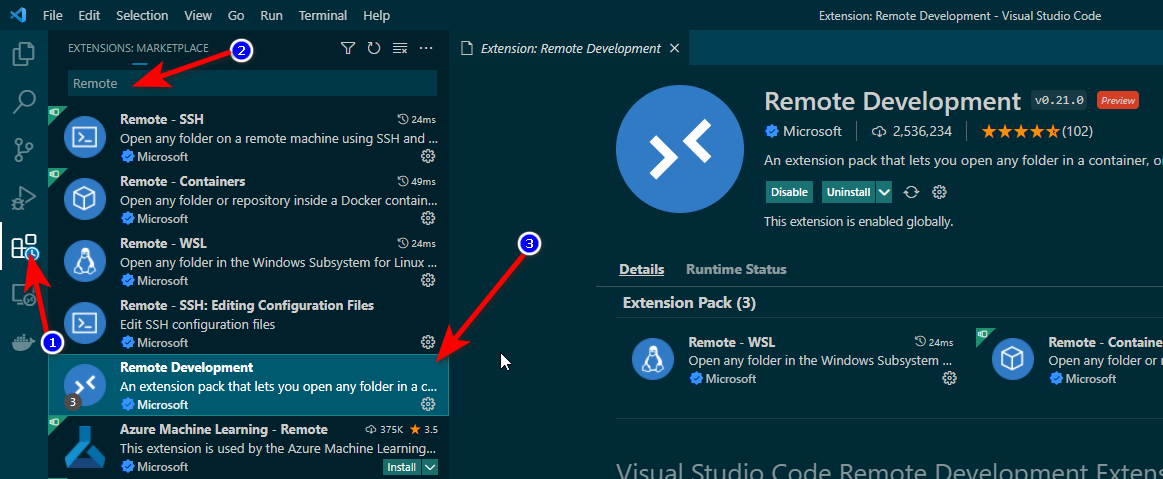 File Edit Selection View Go Run Terminal Help
Extension: Remote Development - Visual Studio Code
EXTENSIONS: MARKETPLACE
2
Remote
Remote - SSH 24ms
Open any folder on a remote machine using SSH and ...
Microsoft
Remote - Containers 49ms
Open any folder or repository inside a Docker contain...
Microsoft
Remote - WSL 24ms
Open any folder in the Windows Subsystem for Linux ...
Microsoft
Remote - SSH: Editing Configuration Files
Edit SSH configuration files
Microsoft
1
3
Remote Development
An extension pack that lets you open any folder in a c...
3
Microsoft
Azure Machine Learning - Remote 375K 3.5
This extension is used by the Azure Machine Learning...
Microsoft
Install
Extension: Remote Development
Remote Development v0.21.0 Preview
Microsoft 2,536,234 (102)
An extension pack that lets you open any folder in a container, o
Disable Uninstall
This extension is enabled globally.
Details Runtime Status
Extension Pack (3)
Remote - WSL 24ms
Open any folder in the Windows Subsystem ...
Microsoft
Remote - Containe
Open any folder or r
Microsoft
Visual Studio Code Remote Development Extens